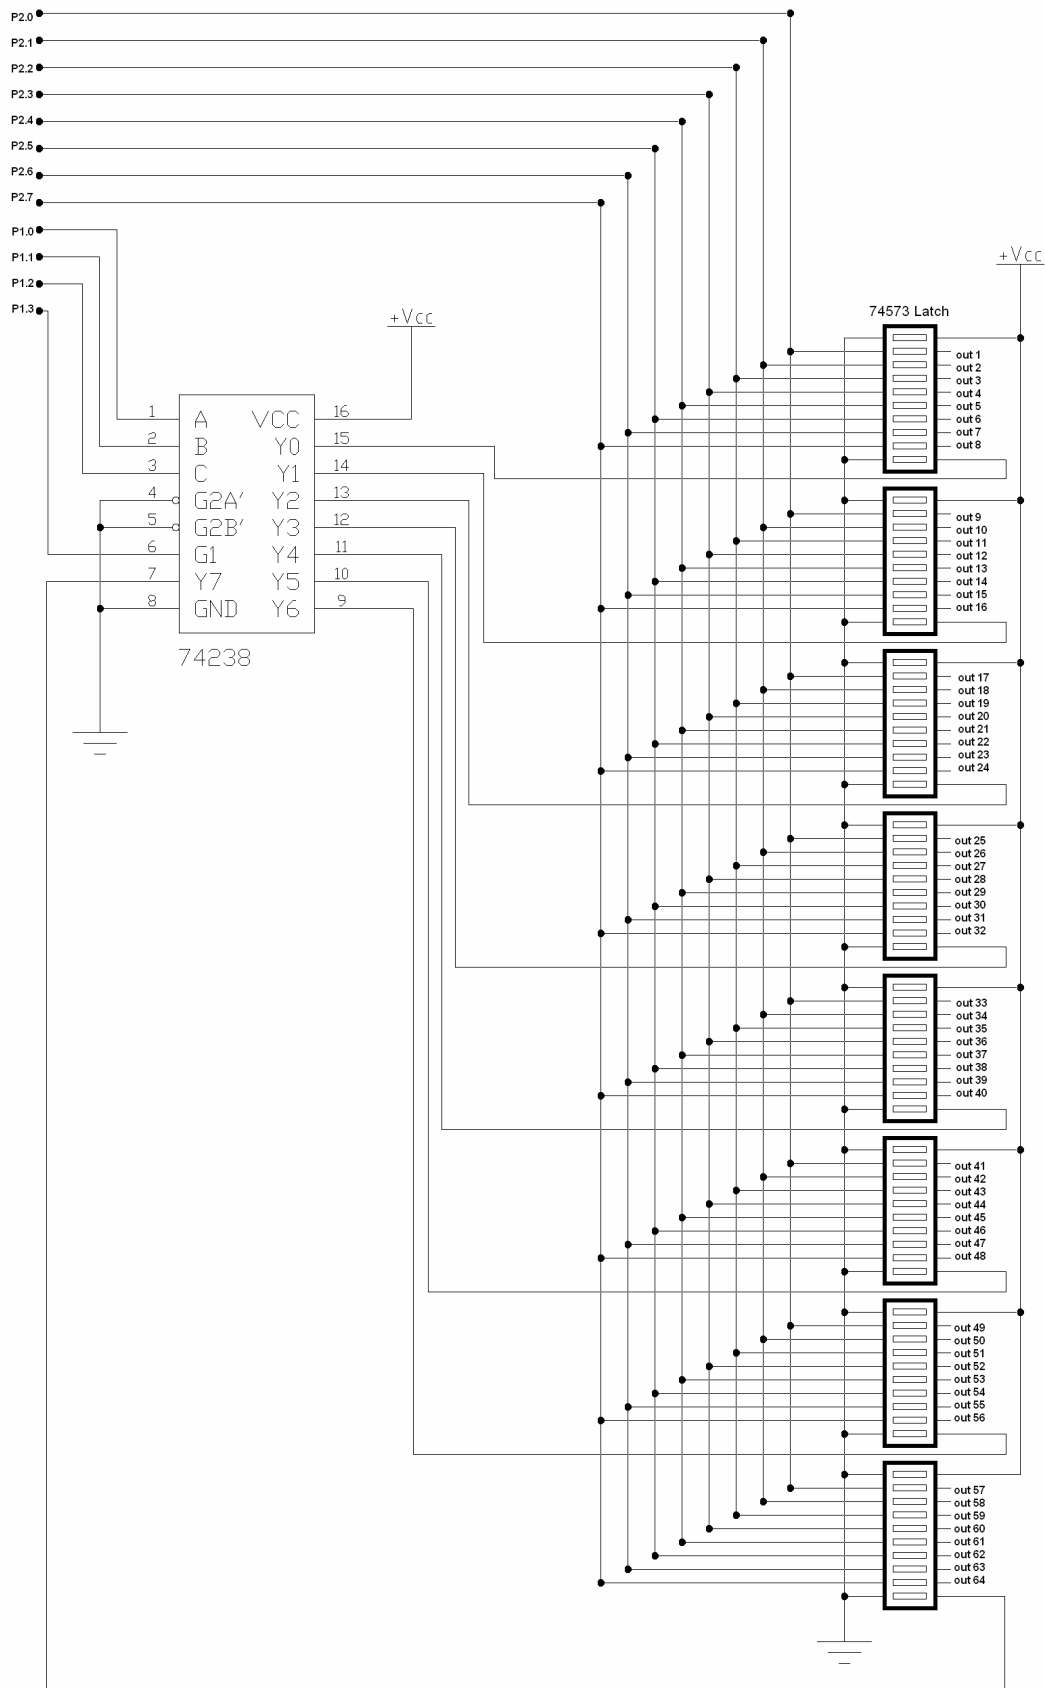 P2.0
P2.1
P2.2
P2.3
P2.4
P2.5
P2.6
P2.7
P1.0
P1.1
P1.2
P1.3
+Vcc
+Vcc
74573 Latch
1 A VCC 16
2 B Y0 15
3 C Y1 14
4 G2A' Y2 13
5 G2B' Y3 12
6 G1 Y4 11
7 Y7 Y5 10
8 GND Y6 9
74238
out 1
out 2
out 3
out 4
out 5
out 6
out 7
out 8
out 9
out 10
out 11
out 12
out 13
out 14
out 15
out 16
out 17
out 18
out 19
out 20
out 21
out 22
out 23
out 24
out 25
out 26
out 27
out 28
out 29
out 30
out 31
out 32
out 33
out 34
out 35
out 36
out 37
out 38
out 39
out 40
out 41
out 42
out 43
out 44
out 45
out 46
out 47
out 48
out 49
out 50
out 51
out 52
out 53
out 54
out 55
out 56
out 57
out 58
out 59
out 60
out 61
out 62
out 63
out 64